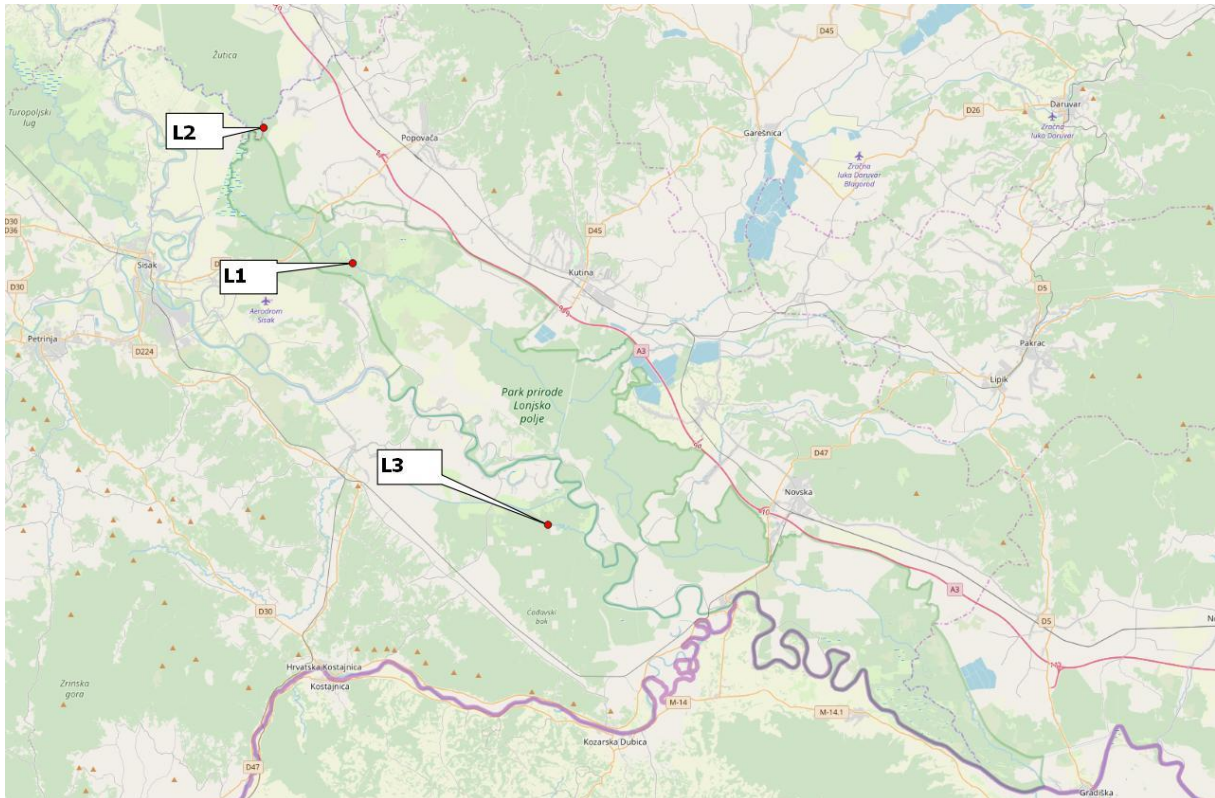 Žutica
D45
Turopoljski
lug
L2
Popovača
D26
Daruvar
Zračna
luka Daruvar
Garešnica
Zračna
luka Daruvar
Blagorod
D30
D36
D45
Sisak
L1
Kutina
D30
Aerodrom
Sisak
D5
Petrinja
D224
A3
Pakrac
Lipik
Park prirode
Lonjsko
polje
L3
D47
Novska
D30
Čađavski
bok
A3
D5
Hrvatska Kostajnica
Kostajnica
Zrinska
gora
M-14
M-14.1
Kozarska Dubica
D47
Gradiška